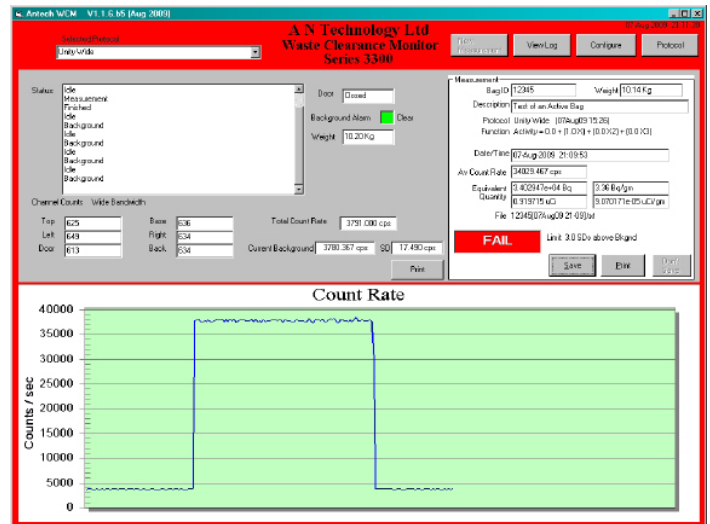 Antech WCM V1.1.6.b5 (Aug 2009)
A N Technology Ltd
Waste Clearance Monitor
Series 3300
Selected Protocol
Unity Wide
View Log
Configure
Protocol
Status
Idle
Measurement
Finished
Idle
Background
Idle
Background
Idle
Background
Idle
Background
Door Closed
Background Alarm Clear
Weight 10.20 Kg
Channel Counts Wide Bandwidth
Top 625 Base 636
Left 649 Right 634
Door 613 Back 634
Total Count Rate 3791.000 cps
Current Background 3780.367 cps SD 17.490 cps
Print
Measurement
Bag ID 12345 Weight 10.14 Kg
Description Test of an Active Bag
Protocol Unity Wide [07Aug09 15:26]
Function Activity = 0.0 + (1.0X) + (0.0X2) + (0.0X3)
Date/Time 07-Aug-2009 21:09:53
Av Count Rate 34029.467 cps
Equivalent Quantity 3.402947e+04 Bq 3.36 Bq/gm
0.919715 uCi 9.070171e-05 uCi/gm
File 12345[07Aug09 21-09].txt
FAIL Limit 3.0 SDs above Bkgnd
Save
Print
Count Rate
Counts / sec
40000
35000
30000
25000
20000
15000
10000
5000
0